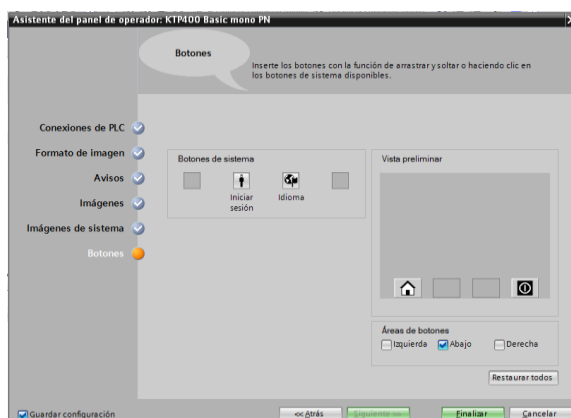 Asistente del panel de operador: KTP400 Basic mono PN
Botones
Inserte los botones con la función de arrastrar y soltar o haciendo clic en
los botones de sistema disponibles.
Conexiones de PLC
Formato de imagen
Avisos
Imágenes
Imágenes de sistema
Botones
Botones de sistema
Iniciar
sesión
Idioma
Vista preliminar
Áreas de botones
Izquierda
Abajo
Derecha
Restaurar todos
Guardar configuración
<< Atrás
Siguiente >>
Finalizar
Cancelar